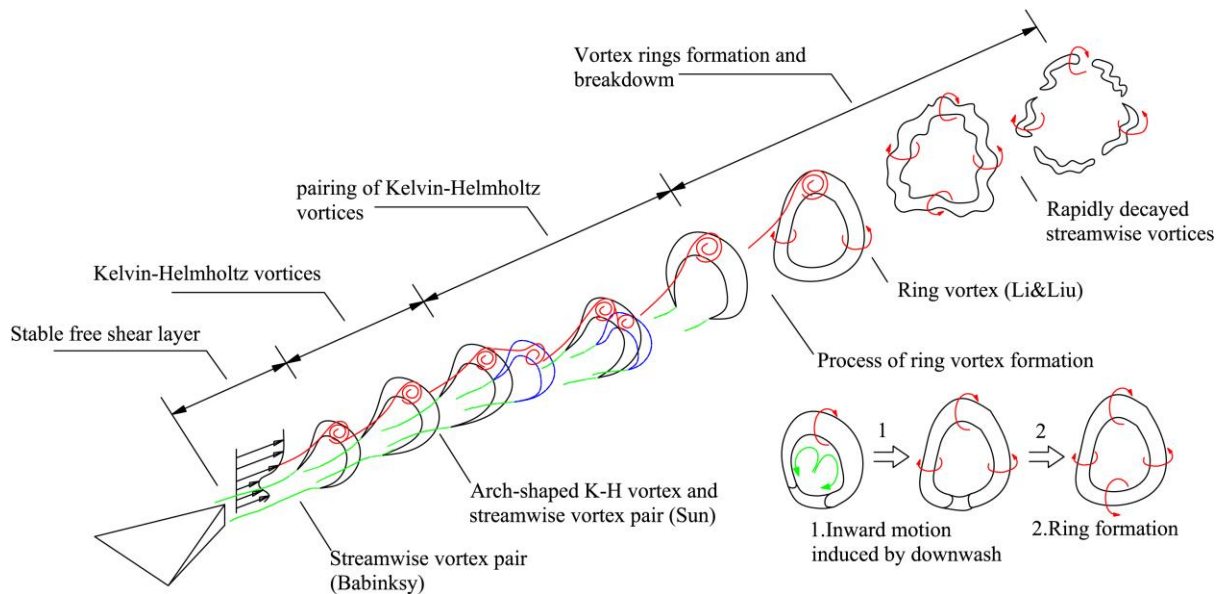 Vortex rings formation and
breakdowm
pairing of Kelvin-Helmholtz
vortices
Kelvin-Helmholtz vortices
Stable free shear layer
Rapidly decayed
streamwise vortices
Ring vortex (Li&Liu)
Process of ring vortex formation
1
2
Arch-shaped K-H vortex and
streamwise vortex pair (Sun)
1.Inward motion
induced by downwash
2.Ring formation
Streamwise vortex pair
(Babinksy)